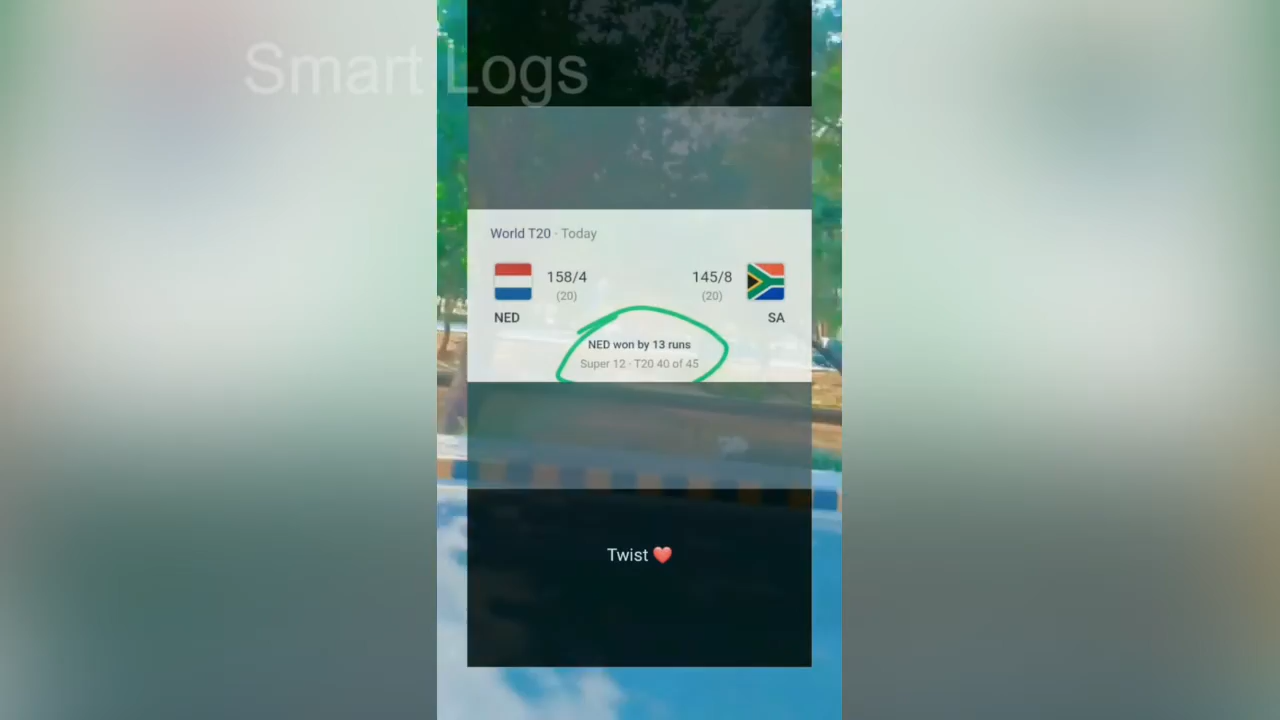 Smart Logs
World T20 · Today
158/4
145/8
(20)
(20)
NED
SA
NED won by 13 runs
Super 12 · T20 40 of 45
Twist ❤️